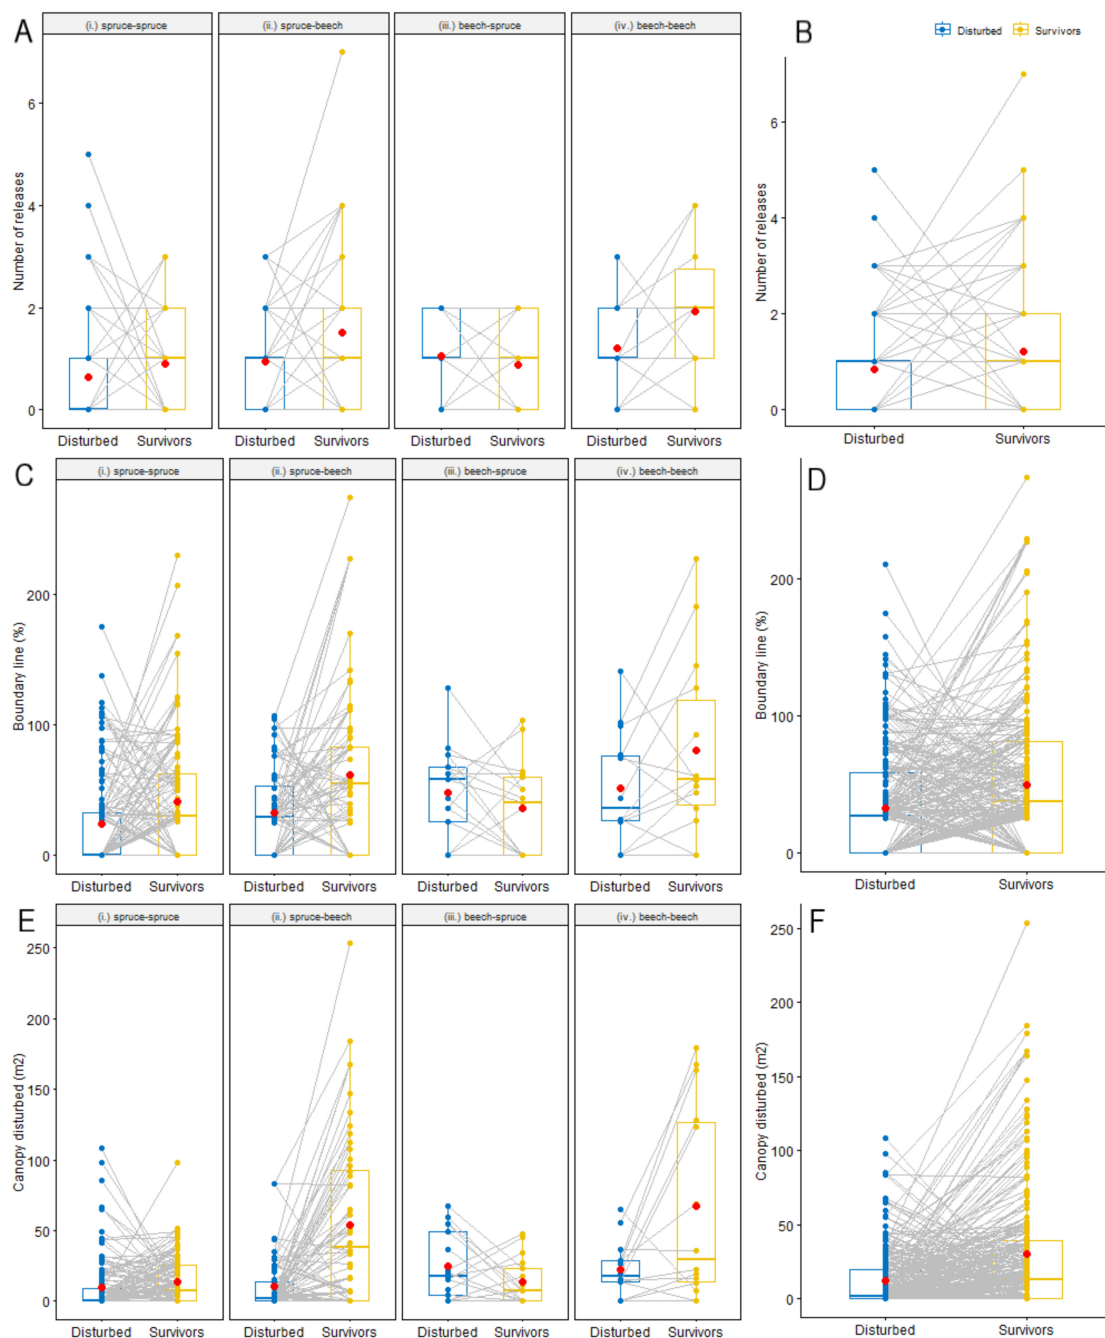 A
(i.) spruce-spruce
(ii.) spruce-beech
(iii.) beech-spruce
(iv.) beech-beech
Number of releases
6
4
2
0
Disturbed Survivors
Disturbed Survivors
Disturbed Survivors
Disturbed Survivors
B
Disturbed
Survivors
Number of releases
6
4
2
0
Disturbed Survivors
C
(i.) spruce-spruce
(ii.) spruce-beech
(iii.) beech-spruce
(iv.) beech-beech
Boundary line (%)
200
100
0
Disturbed Survivors
Disturbed Survivors
Disturbed Survivors
Disturbed Survivors
D
Boundary line (%)
200
100
0
Disturbed Survivors
E
(i.) spruce-spruce
(ii.) spruce-beech
(iii.) beech-spruce
(iv.) beech-beech
Canopy disturbed (m2)
250
200
150
100
50
0
Disturbed Survivors
Disturbed Survivors
Disturbed Survivors
Disturbed Survivors
F
Canopy disturbed (m2)
250
200
150
100
50
0
Disturbed Survivors